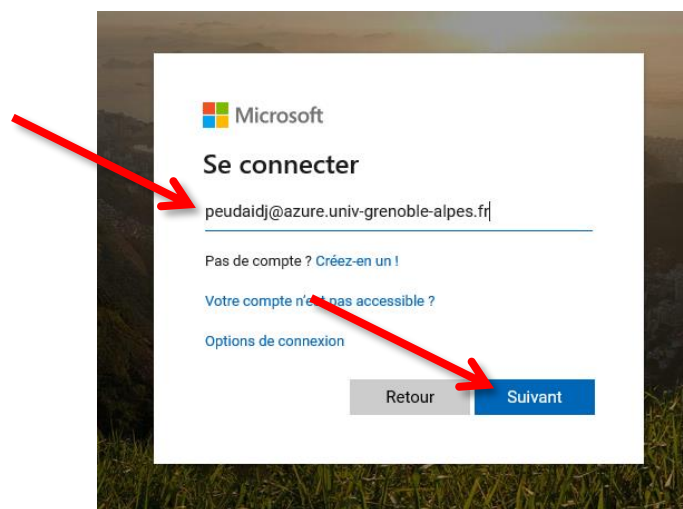 Microsoft
Se connecter
peudaidj@azure.univ-grenoble-alpes.fr
Pas de compte ? Créez-en un !
Votre compte n'est pas accessible ?
Options de connexion
Retour
Suivant